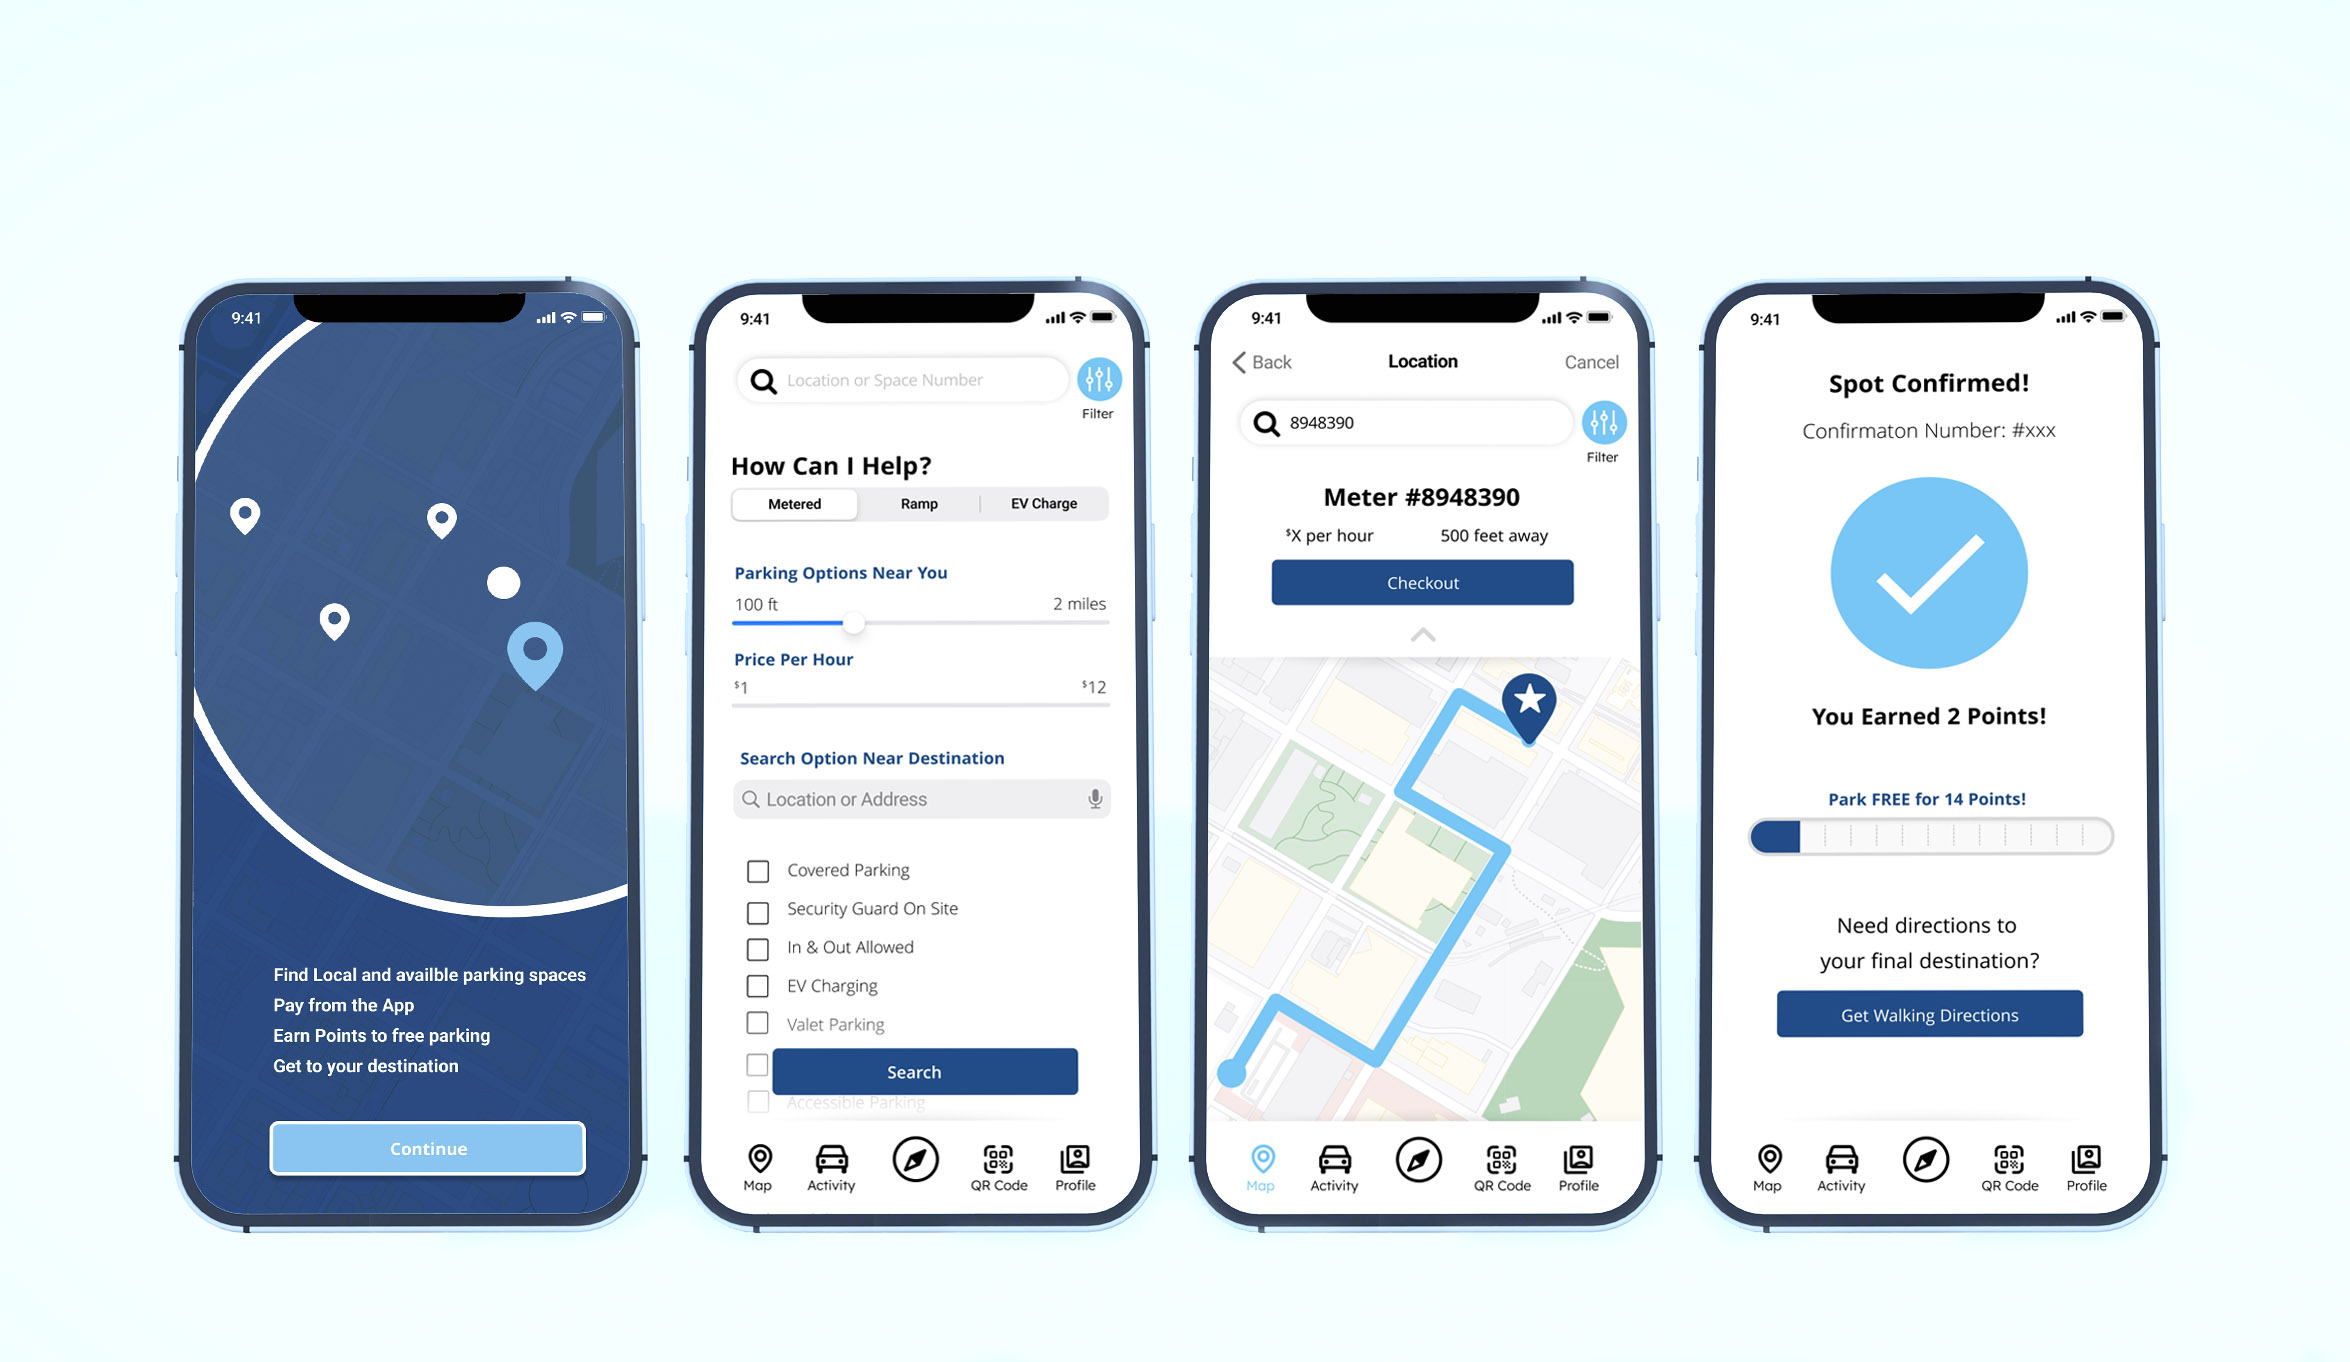 9:41
Find Local and availble parking spaces
Pay from the App
Earn Points to free parking
Get to your destination
Continue
9:41
Location or Space Number
Filter
How Can I Help?
Metered Ramp EV Charge
Parking Options Near You
100 ft 2 miles
Price Per Hour
$1 $12
Search Option Near Destination
Location or Address
Covered Parking
Security Guard On Site
In & Out Allowed
EV Charging
Valet Parking
Search
Accessible Parking
Map Activity QR Code Profile
9:41
Back Location Cancel
8948390
Filter
Meter #8948390
$X per hour 500 feet away
Checkout
Map Activity QR Code Profile
9:41
Spot Confirmed!
Confirmaton Number: #xxx
You Earned 2 Points!
Park FREE for 14 Points!
Need directions to
your final destination?
Get Walking Directions
Map Activity QR Code Profile